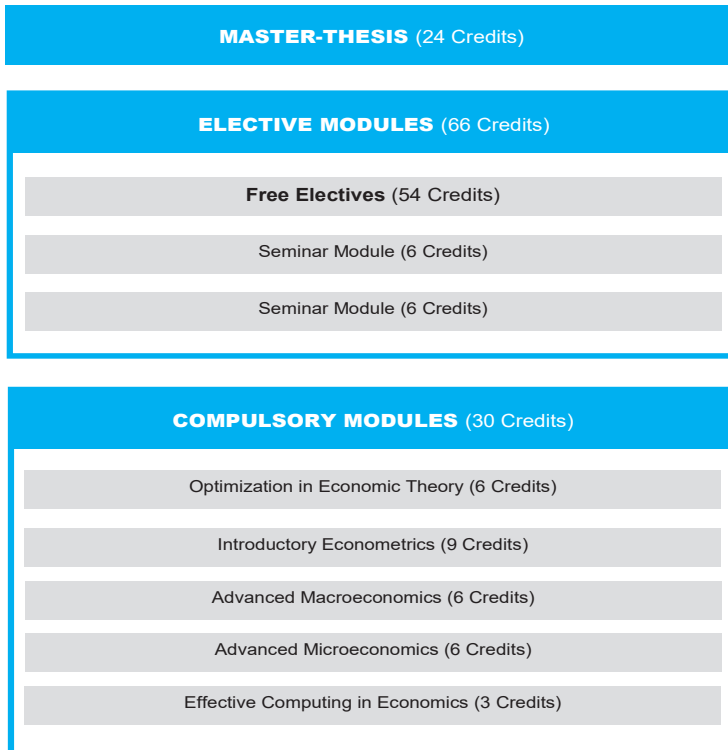 MASTER-THESIS (24 Credits)
ELECTIVE MODULES (66 Credits)
Free Electives (54 Credits)
Seminar Module (6 Credits)
Seminar Module (6 Credits)
COMPULSORY MODULES (30 Credits)
Optimization in Economic Theory (6 Credits)
Introductory Econometrics (9 Credits)
Advanced Macroeconomics (6 Credits)
Advanced Microeconomics (6 Credits)
Effective Computing in Economics (3 Credits)